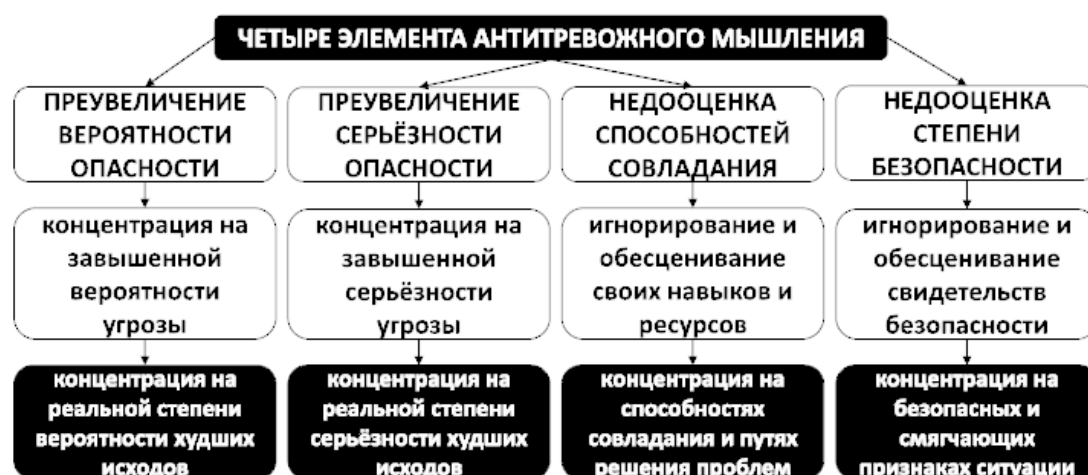 ЧЕТЫРЕ ЭЛЕМЕНТА АНТИТРЕВОЖНОГО МЫШЛЕНИЯ
ПРЕУВЕЛИЧЕНИЕ
ВЕРОЯТНОСТИ
ОПАСНОСТИ
ПРЕУВЕЛИЧЕНИЕ
СЕРЬЁЗНОСТИ
ОПАСНОСТИ
НЕДООЦЕНКА
СПОСОБНОСТЕЙ
СОВЛАДАНИЯ
НЕДООЦЕНКА
СТЕПЕНИ
БЕЗОПАСНОСТИ
концентрация на
завышенной
вероятности
угрозы
концентрация на
завышенной
серьёзности
угрозы
игнорирование и
обесценивание
своих навыков и
ресурсов
игнорирование и
обесценивание
свидетельств
безопасности
концентрация на
реальной степени
вероятности худших
исходов
концентрация на
реальной степени
серьёзности худших
исходов
концентрация на
способностях
совладания и путях
решения проблем
концентрация на
безопасных и
смягчающих
признаках ситуации